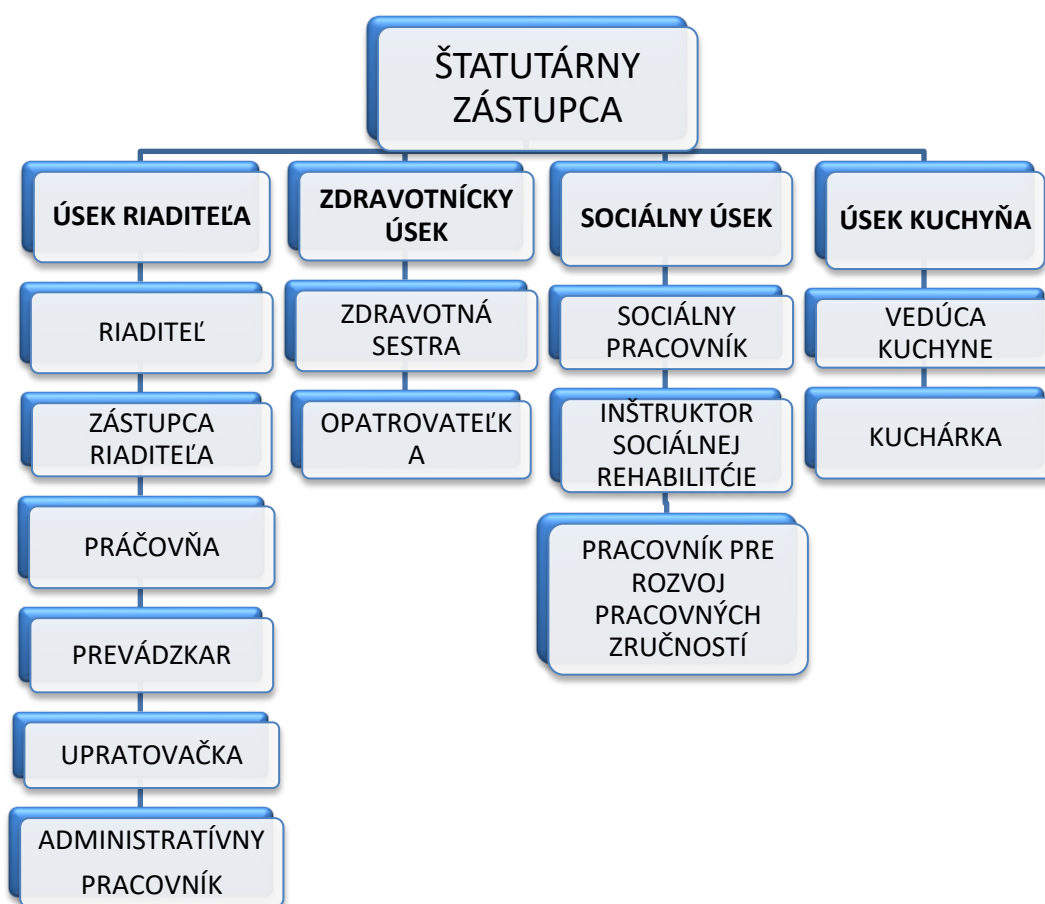 ŠTATUTÁRNY
ZÁSTUPCA
ÚSEK RIADITEĽA
RIADITEĽ
ZÁSTUPCA
RIADITEĽA
PRÁČOVŇA
PREVÁDZKAR
UPRATOVAČKA
ADMINISTRATÍVNY
PRACOVNÍK
ZDRAVOTNÍCKY
ÚSEK
ZDRAVOTNÁ
SESTRA
OPATROVATEĽK
A
SOCIÁLNY ÚSEK
SOCIÁLNY
PRACOVNÍK
INŠTRUKTOR
SOCIÁLNEJ
REHABILITĆIE
PRACOVNÍK PRE
ROZVOJ
PRACOVNÝCH
ZRUČNOSTÍ
ÚSEK KUCHYŇA
VEDÚCA
KUCHYNE
KUCHÁRKA